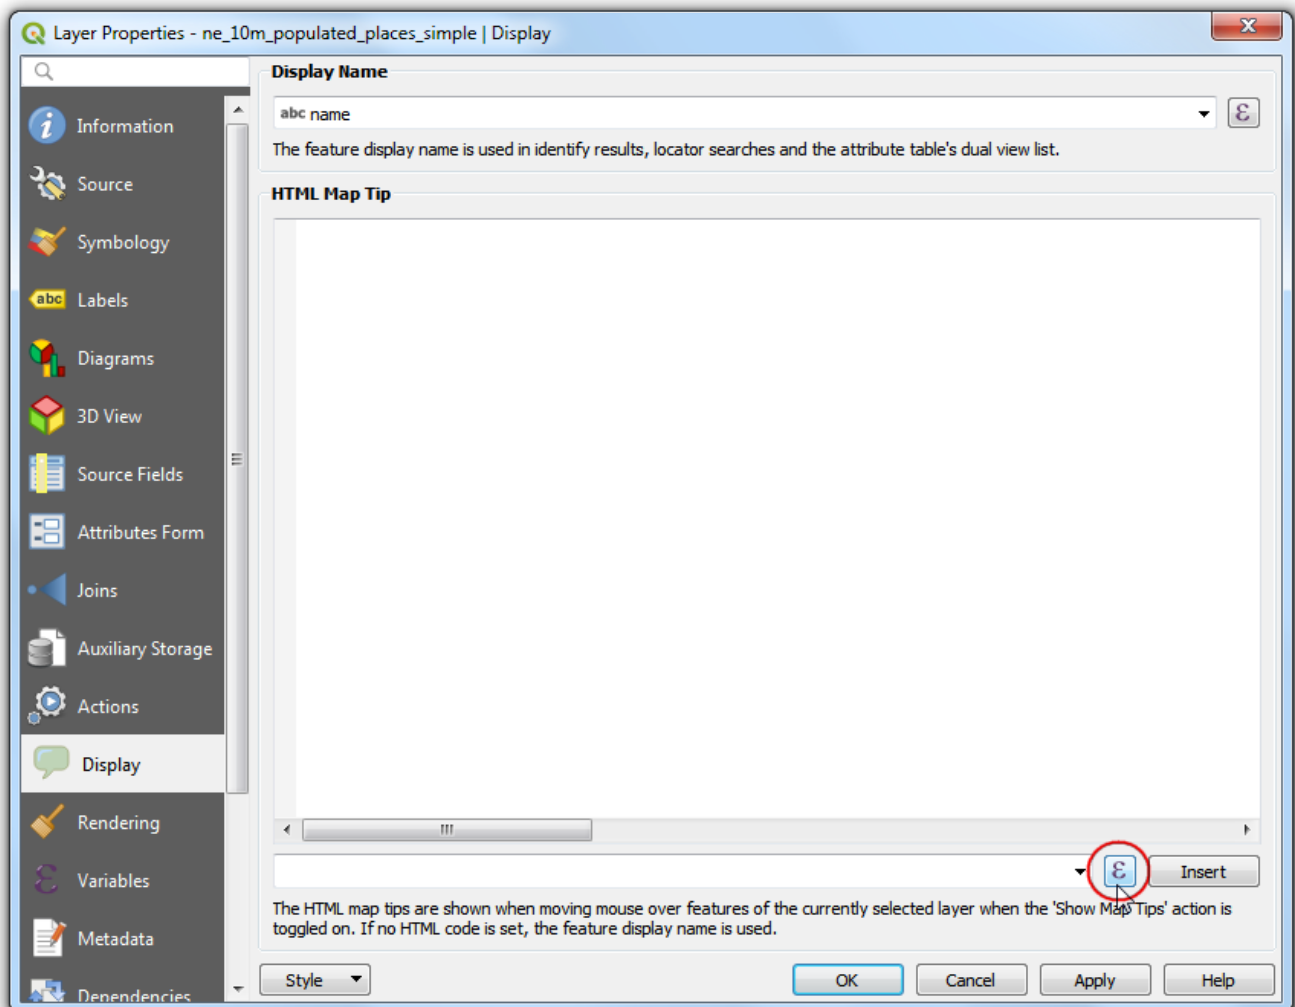 Layer Properties - ne_10m_populated_places_simple | Display
Information
Source
Symbology
abc Labels
Diagrams
3D View
Source Fields
Attributes Form
Joins
Auxiliary Storage
Actions
Display
Rendering
Variables
Metadata
Dependencies
Display Name
abc name
ε
The feature display name is used in identify results, locator searches and the attribute table's dual view list.
HTML Map Tip
ε
Insert
The HTML map tips are shown when moving mouse over features of the currently selected layer when the 'Show Map Tips' action is
toggled on. If no HTML code is set, the feature display name is used.
Style
OK
Cancel
Apply
Help